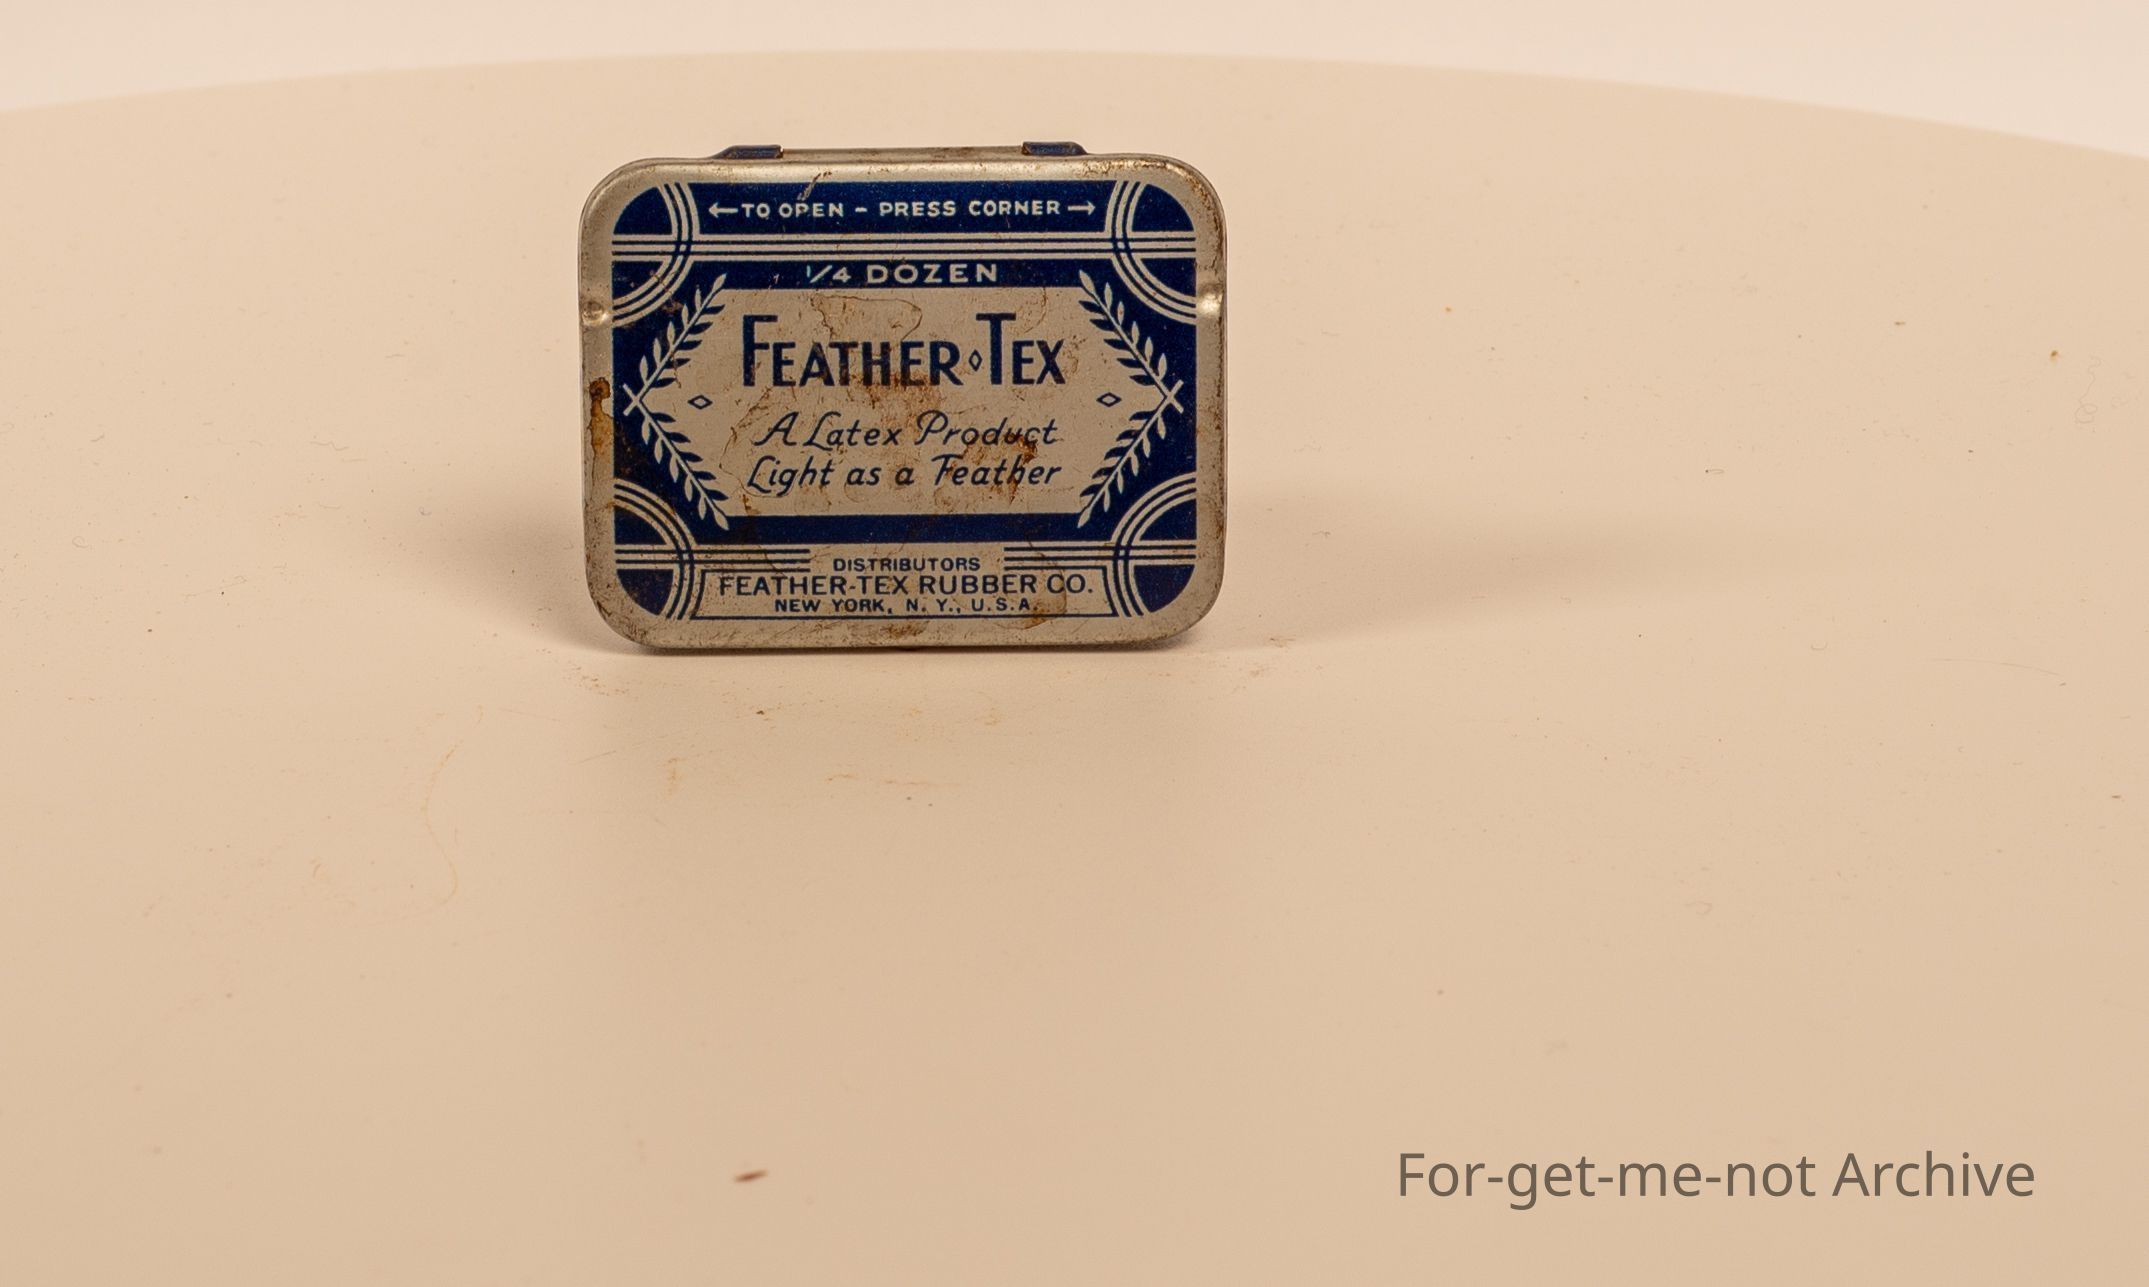 ←TO OPEN – PRESS CORNER→
1/4 DOZEN
FEATHER◇TEX
A Latex Product
Light as a Feather
DISTRIBUTORS
FEATHER-TEX RUBBER CO.
NEW YORK, N. Y., U.S.A.
For-get-me-not Archive